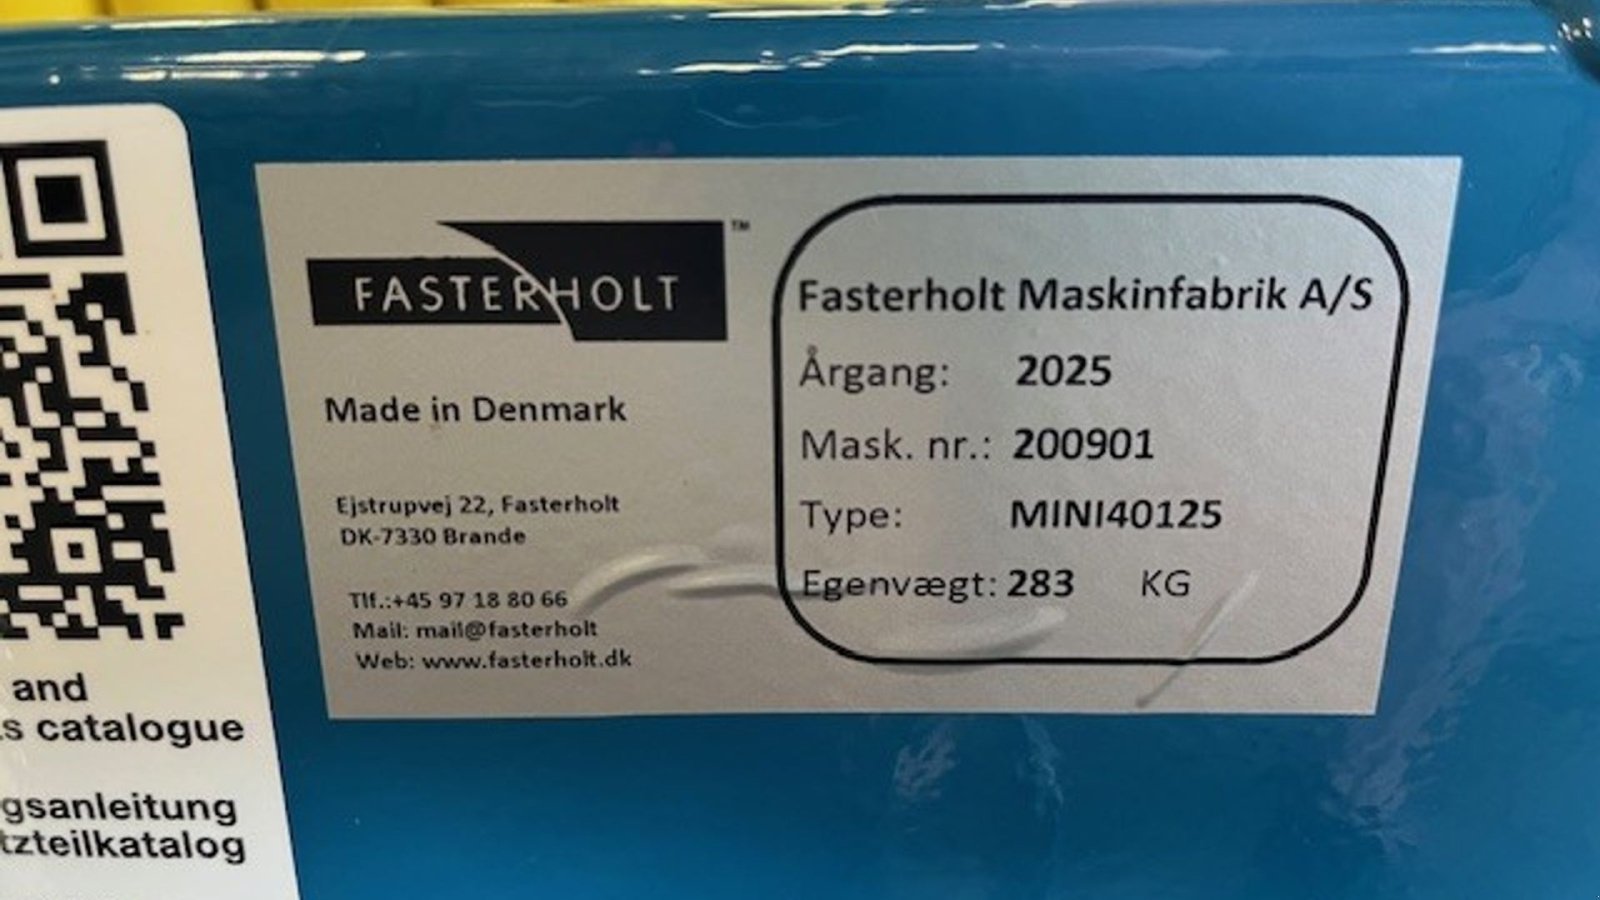 and
s catalogue
gsanleitung
tzteilkatalog
FASTERHOLT™
Made in Denmark
Ejstrupvej 22, Fasterholt
DK-7330 Brande
Tlf.:+45 97 18 80 66
Mail: mail@fasterholt
Web: www.fasterholt.dk
Fasterholt Maskinfabrik A/S
Årgang: 2025
Mask. nr.: 200901
Type: MINI40125
Egenvægt: 283 KG